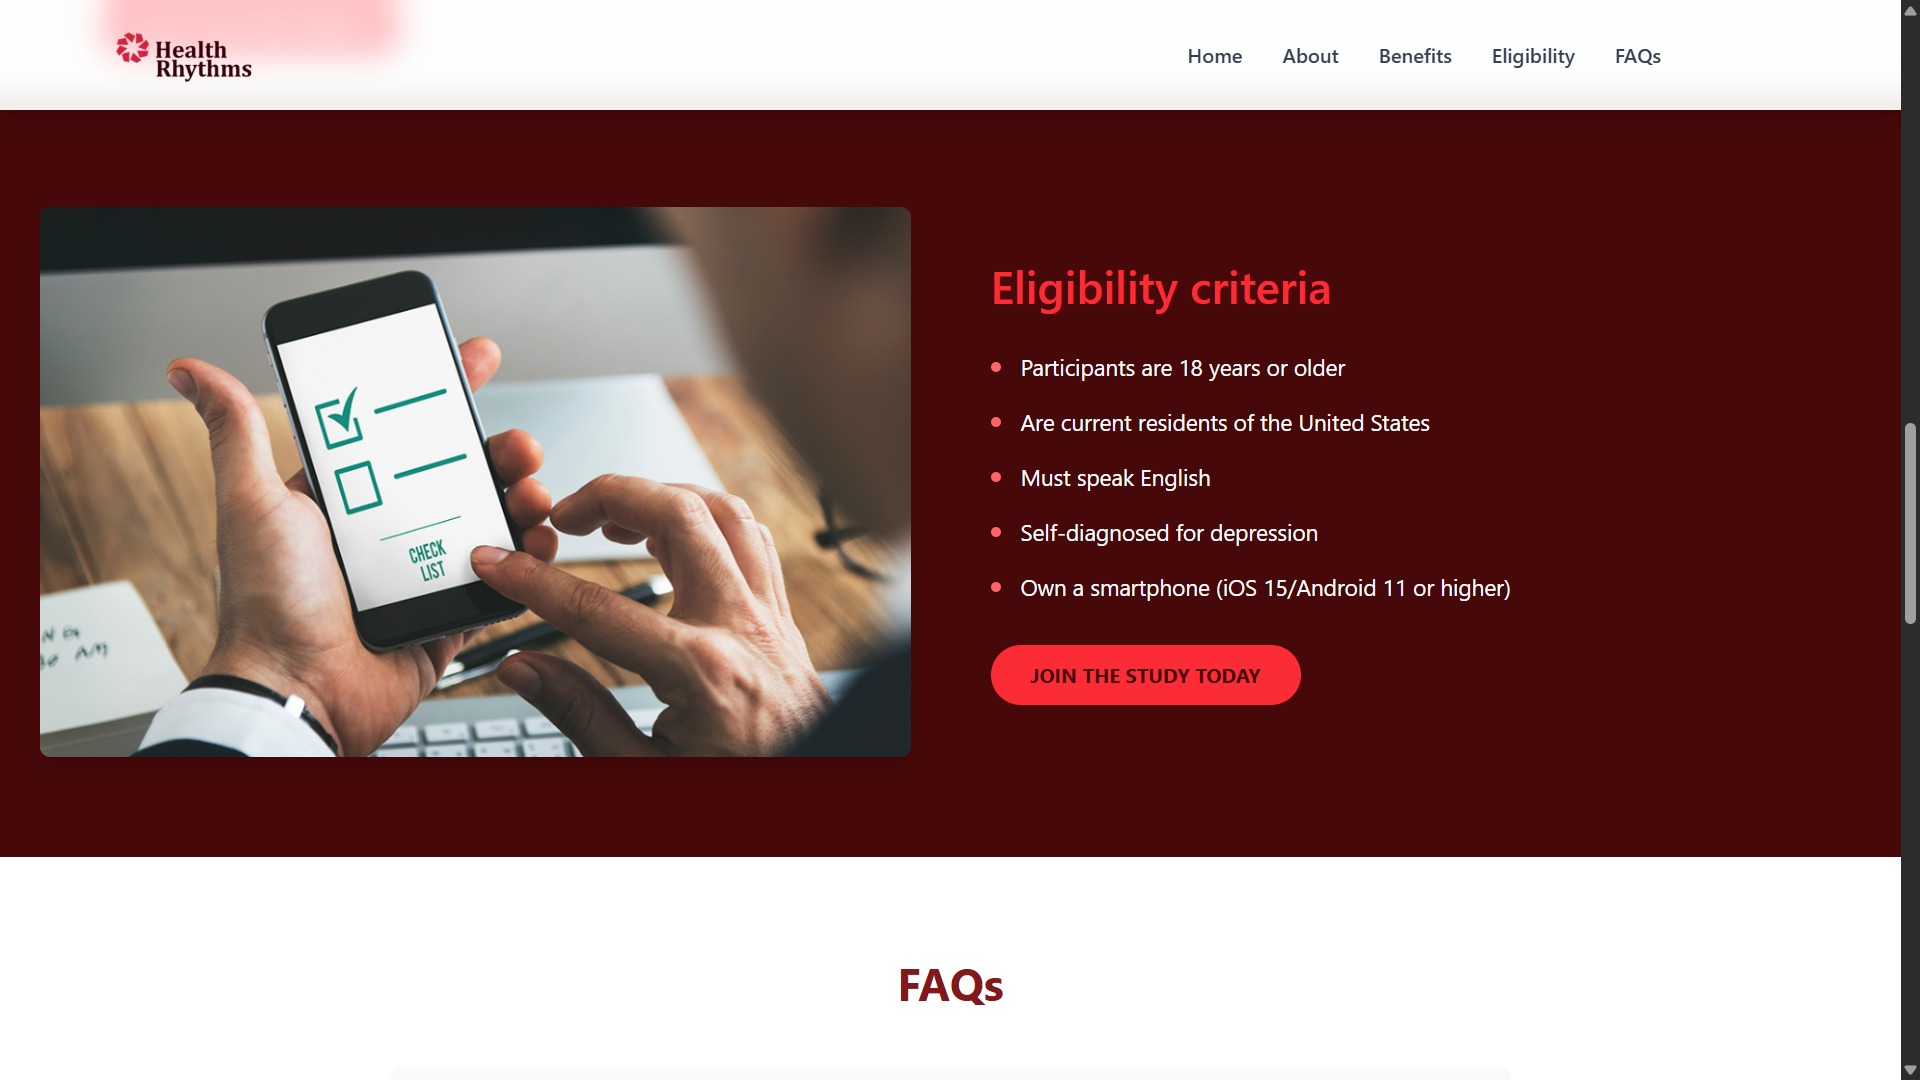 Health
Rhythms
Home
About
Benefits
Eligibility
FAQs
CHECK
LIST
Eligibility criteria
Participants are 18 years or older
Are current residents of the United States
Must speak English
Self-diagnosed for depression
Own a smartphone (iOS 15/Android 11 or higher)
JOIN THE STUDY TODAY
FAQs